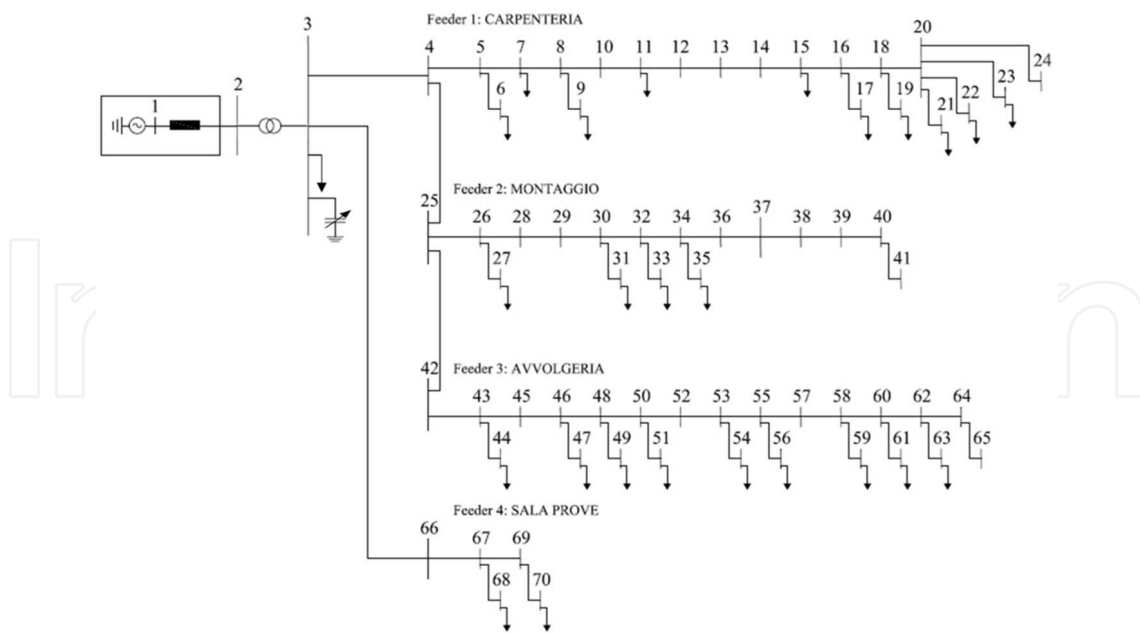 Feeder 1: CARPENTERIA
3 4 5 7 8 10 11 12 13 14 15 16 18 20
24
2 6 9 17 19 21 22 23
1
Feeder 2: MONTAGGIO
25 26 28 29 30 32 34 36 37 38 39 40
27 31 33 35 41
Feeder 3: AVVOLGERIA
42 43 45 46 48 50 52 53 55 57 58 60 62 64
44 47 49 51 54 56 59 61 63 65
Feeder 4: SALA PROVE
66 67 69
68 70